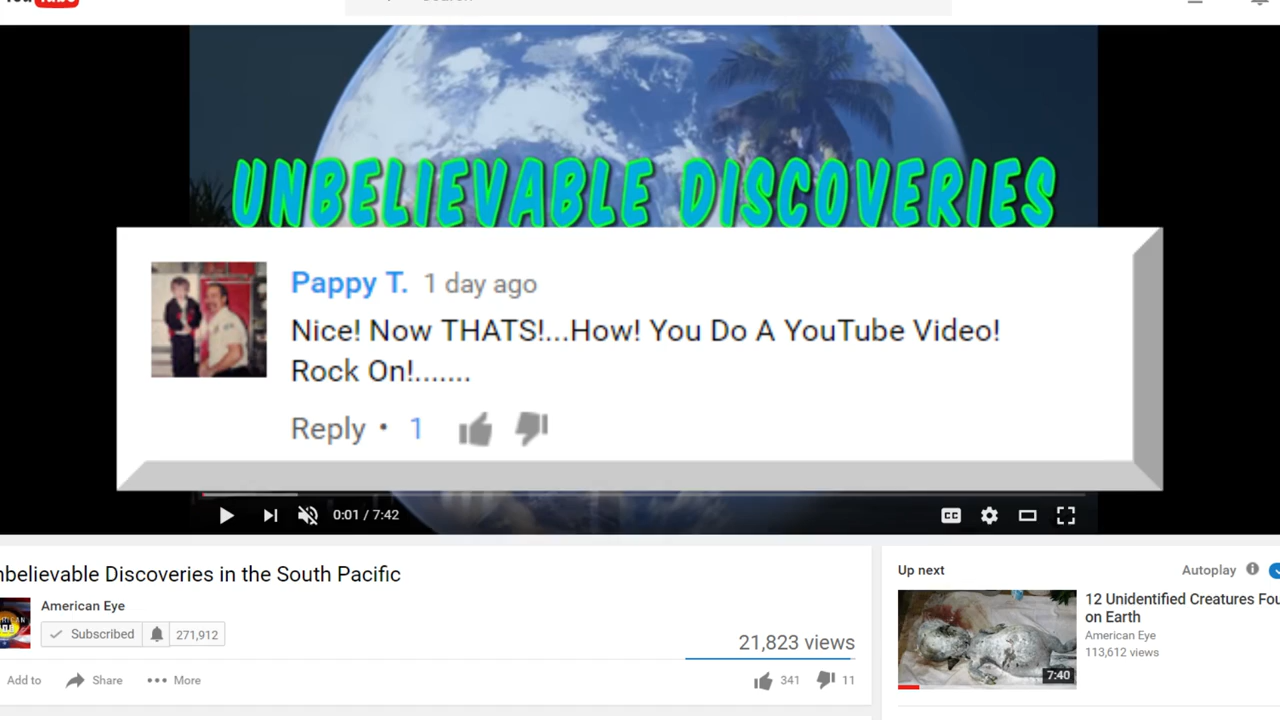 UNBELIEVABLE DISCOVERIES
Pappy T. 1 day ago
Nice! Now THATS!...How! You Do A YouTube Video!
Rock On!.......
Reply • 1
0:01 / 7:42
CC
nbelievable Discoveries in the South Pacific
American Eye
Subscribed 271,912
21,823 views
Add to Share More
341 11
Up next Autoplay
12 Unidentified Creatures Fou
on Earth
American Eye
113,612 views
7:40